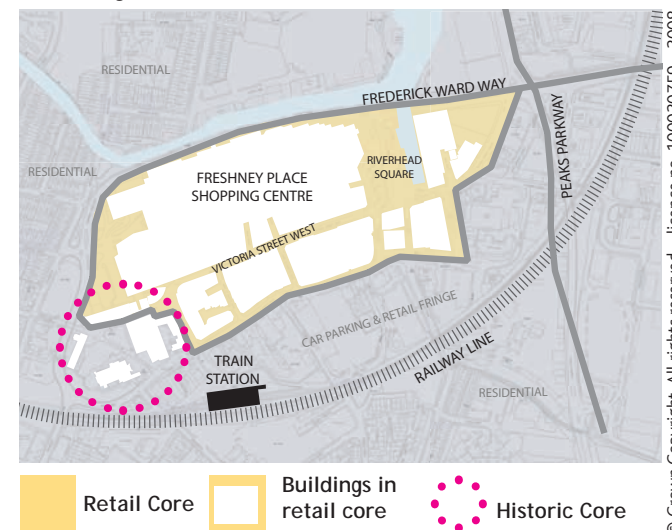 RESIDENTIAL
FREDERICK WARD WAY
PEAKS PARKWAY
RESIDENTIAL
FRESHNEY PLACE
SHOPPING CENTRE
RIVERHEAD
SQUARE
VICTORIA STREET WEST
CAR PARKING & RETAIL FRINGE
TRAIN
STATION
RAILWAY LINE
RESIDENTIAL
Retail Core
Buildings in
retail core
Historic Core